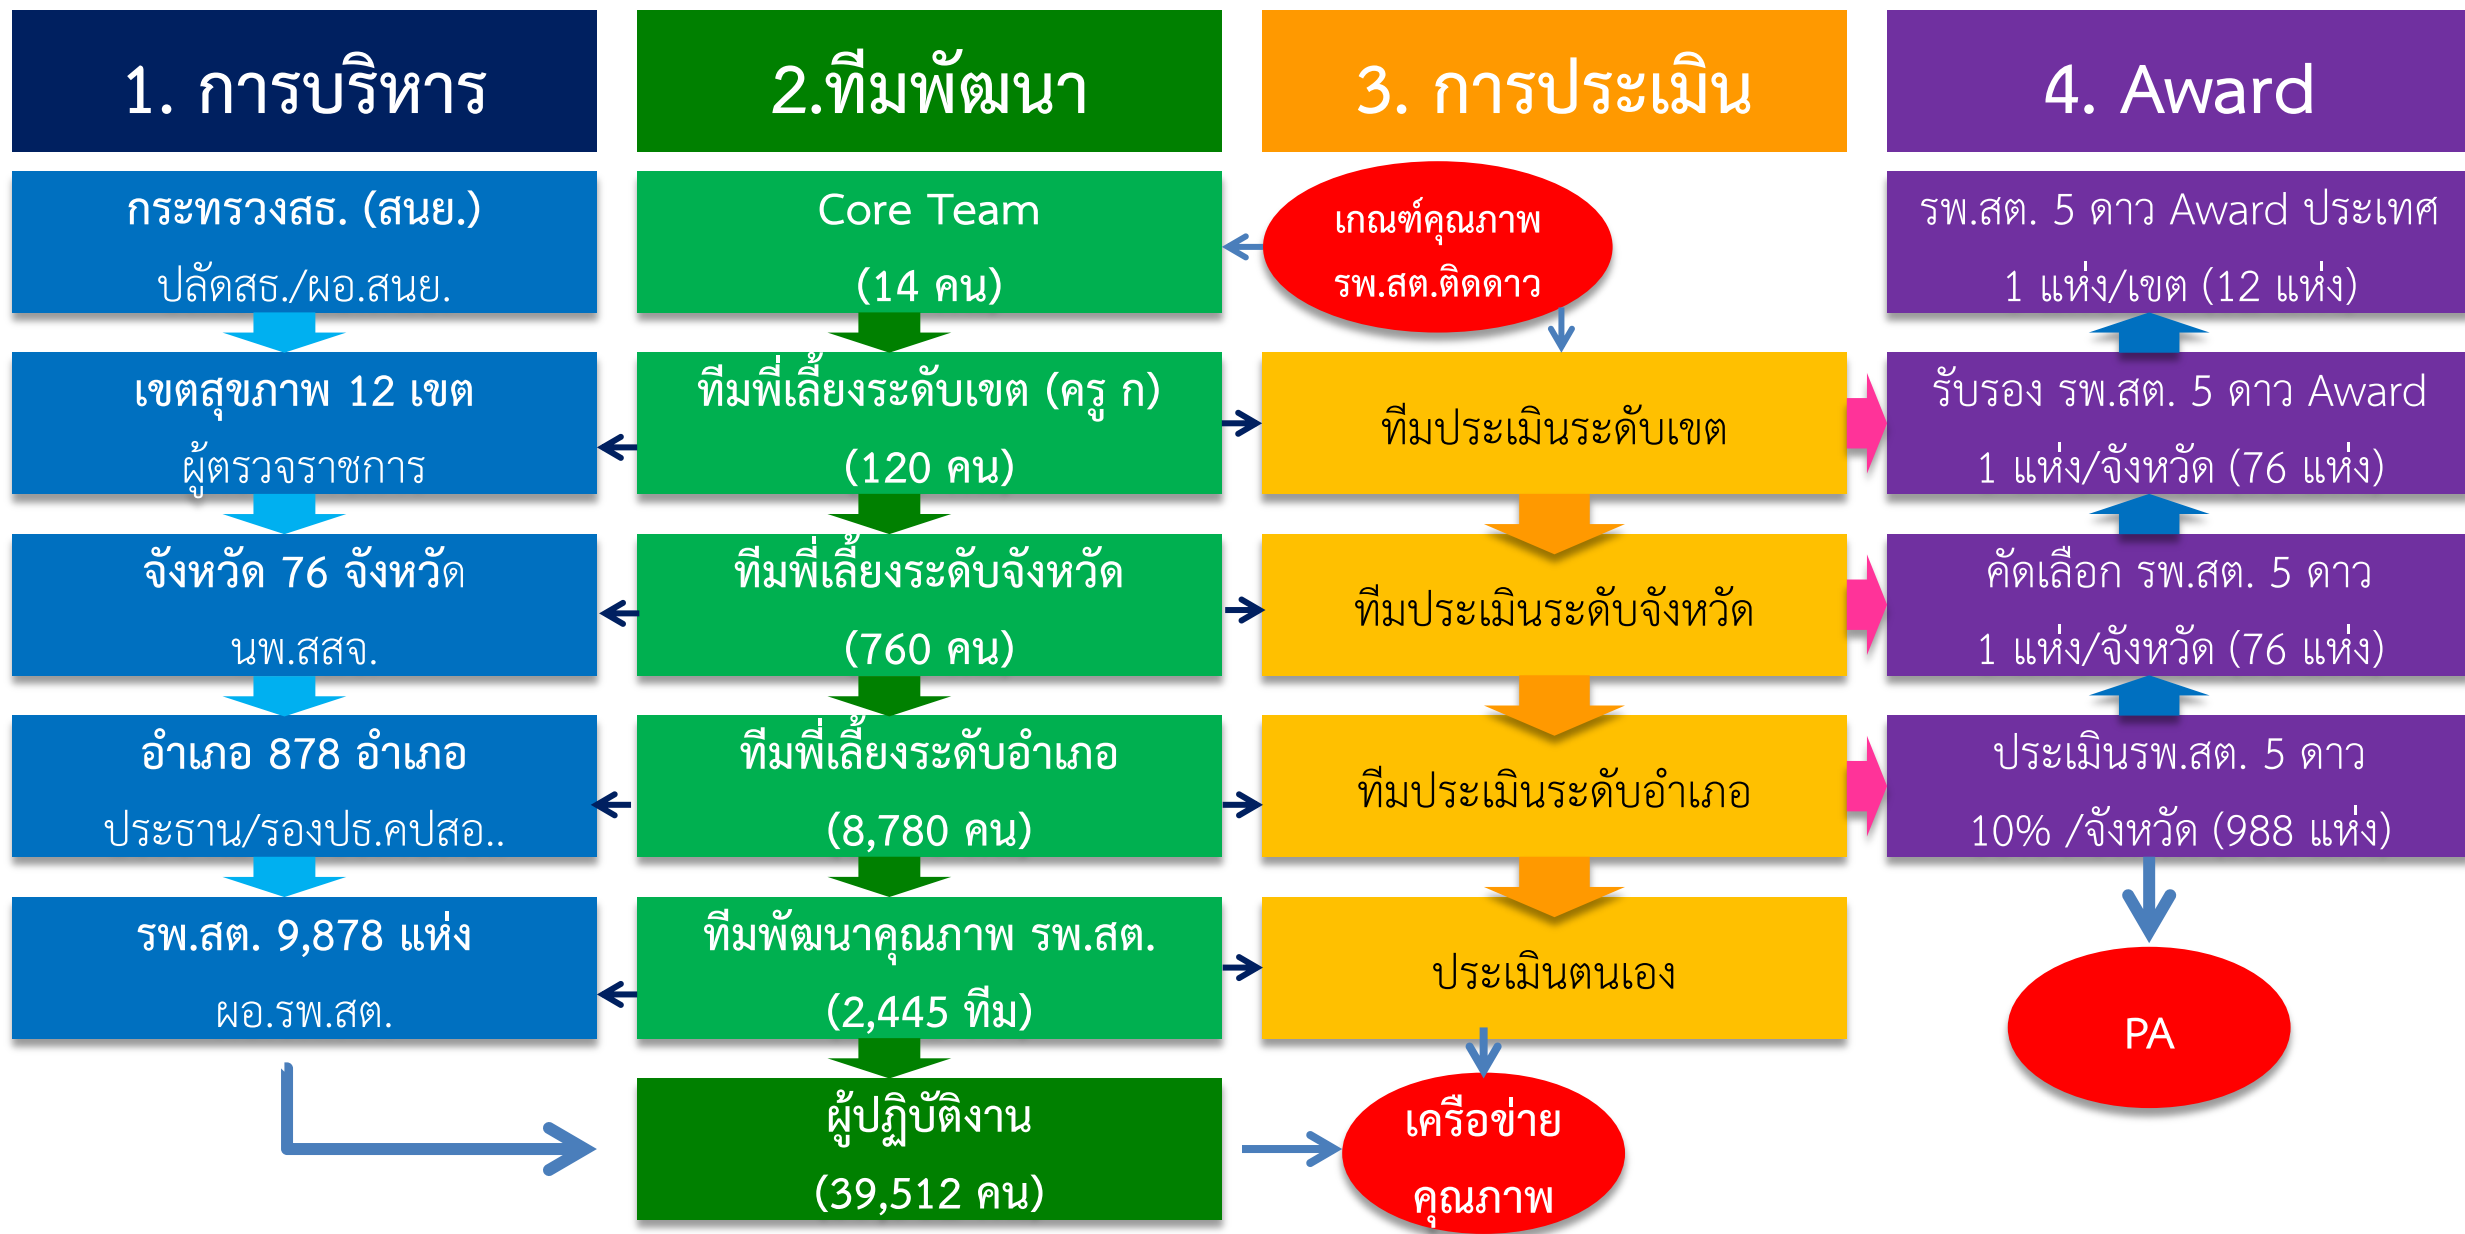 1. การบริหาร
กระทรวงสธ. (สนย.)
ปลัดสธ./ผอ.สนย.
เขตสุขภาพ 12 เขต
ผู้ตรวจราชการ
จังหวัด 76 จังหวัด
นพ.สสจ.
อำเภอ 878 อำเภอ
ประธาน/รองปธ.คปสอ..
รพ.สต. 9,878 แห่ง
ผอ.รพ.สต.
2.ทีมพัฒนา
Core Team
(14 คน)
ทีมพี่เลี้ยงระดับเขต (ครู ก)
(120 คน)
ทีมพี่เลี้ยงระดับจังหวัด
(760 คน)
ทีมพี่เลี้ยงระดับอำเภอ
(8,780 คน)
ทีมพัฒนาคุณภาพ รพ.สต.
(2,445 ทีม)
ผู้ปฏิบัติงาน
(39,512 คน)
3. การประเมิน
เกณฑ์คุณภาพ
รพ.สต.ติดดาว
ทีมประเมินระดับเขต
ทีมประเมินระดับจังหวัด
ทีมประเมินระดับอำเภอ
ประเมินตนเอง
เครือข่าย
คุณภาพ
4. Award
รพ.สต. 5 ดาว Award ประเทศ
1 แห่ง/เขต (12 แห่ง)
รับรอง รพ.สต. 5 ดาว Award
1 แห่ง/จังหวัด (76 แห่ง)
คัดเลือก รพ.สต. 5 ดาว
1 แห่ง/จังหวัด (76 แห่ง)
ประเมินรพ.สต. 5 ดาว
10% /จังหวัด (988 แห่ง)
PA